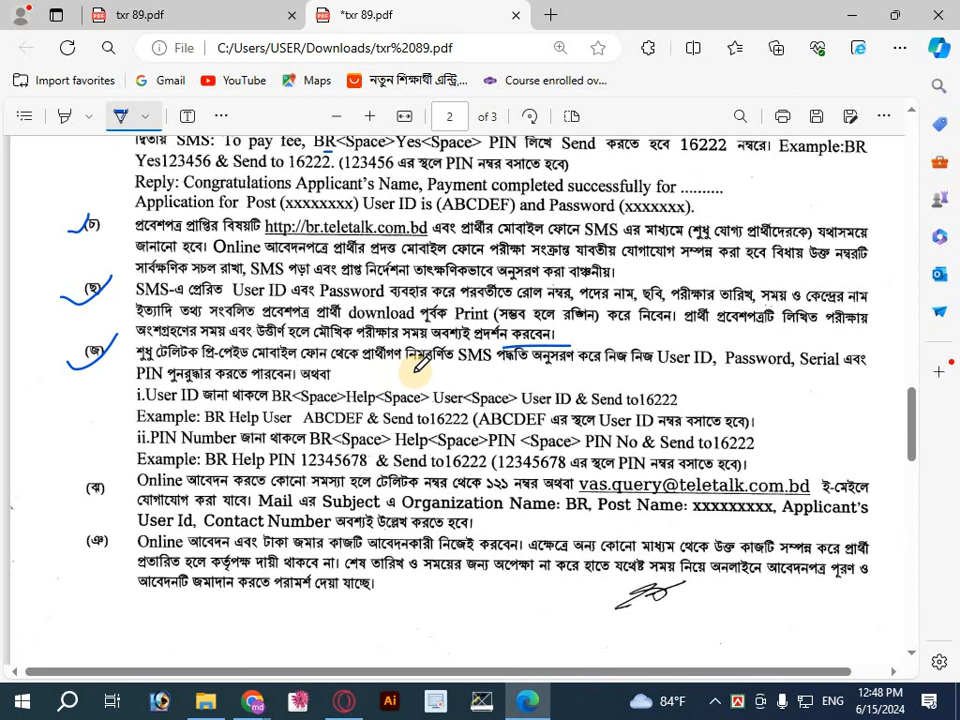 txr 89.pdf
*txr 89.pdf
File
C:/Users/USER/Downloads/txr%2089.pdf
Import favorites
Gmail
YouTube
Maps
নতুন শিক্ষার্থী এন্ট্রি...
Course enrolled ov...
2 of 3
দ্বিতীয় SMS: To pay fee, BR<Space>Yes<Space> PIN লিখে Send করতে হবে 16222 নম্বরে। Example:BR
Yes123456 & Send to 16222. (123456 এর স্থলে PIN নম্বর বসাতে হবে)
Reply: Congratulations Applicant's Name, Payment completed successfully for ..........
Application for Post (xxxxxxxx) User ID is (ABCDEF) and Password (xxxxxxx).
(চ) প্রবেশপত্র প্রাপ্তির বিষয়টি http://br.teletalk.com.bd এবং প্রার্থীর মোবাইল ফোনে SMS এর মাধ্যমে (শুধু যোগ্য প্রার্থীদেরকে) যথাসময়ে
জানানো হবে। Online আবেদনপত্রে প্রার্থীর প্রদত্ত মোবাইল ফোনে পরীক্ষা সংক্রান্ত যাবতীয় যোগাযোগ সম্পন্ন করা হবে বিধায় উক্ত নম্বরটি
সার্বক্ষণিক সচল রাখা, SMS পড়া এবং প্রাপ্ত নির্দেশনা তাৎক্ষণিকভাবে অনুসরণ করা বাঞ্চনীয়।
(ছ) SMS-এ প্রেরিত User ID এবং Password ব্যবহার করে পরবর্তীতে রোল নম্বর, পদের নাম, ছবি, পরীক্ষার তারিখ, সময় ও কেন্দ্রের নাম
ইত্যাদি তথ্য সংবলিত প্রবেশপত্র প্রার্থী download পূর্বক Print (সম্ভব হলে রঙ্গিন) করে নিবেন। প্রার্থী প্রবেশপত্রটি লিখিত পরীক্ষায়
অংশগ্রহণের সময় এবং উত্তীর্ণ হলে মৌখিক পরীক্ষার সময় অবশ্যই প্রদর্শন করবেন।
(জ) শুধু টেলিটক প্রি-পেইড মোবাইল ফোন থেকে প্রার্থীগণ নিম্নবর্ণিত SMS পদ্ধতি অনুসরণ করে নিজ নিজ User ID, Password, Serial এবং
PIN পুনরুদ্ধার করতে পারবেন। অথবা
i.User ID জানা থাকলে BR<Space>Help<Space> User<Space> User ID & Send to16222
Example: BR Help User ABCDEF & Send to16222 (ABCDEF এর স্থলে User ID নম্বর বসাতে হবে)।
ii.PIN Number জানা থাকলে BR<Space> Help<Space>PIN <Space> PIN No & Send to16222
Example: BR Help PIN 12345678 & Send to16222 (12345678 এর স্থলে PIN নম্বর বসাতে হবে)।
(ঝ) Online আবেদন করতে কোনো সমস্যা হলে টেলিটক নম্বর থেকে ১২১ নম্বর অথবা vas.query@teletalk.com.bd ই-মেইলে
যোগাযোগ করা যাবে। Mail এর Subject এ Organization Name: BR, Post Name: xxxxxxxxx, Applicant's
User Id, Contact Number অবশ্যই উল্লেখ করতে হবে।
(ঞ) Online আবেদন এবং টাকা জমার কাজটি আবেদনকারী নিজেই করবেন। এক্ষেত্রে অন্য কোনো মাধ্যম থেকে উক্ত কাজটি সম্পন্ন করে প্রার্থী
প্রতারিত হলে কর্তৃপক্ষ দায়ী থাকবে না। শেষ তারিখ ও সময়ের জন্য অপেক্ষা না করে হাতে যথেষ্ট সময় নিয়ে অনলাইনে আবেদনপত্র পূরণ ও
আবেদনটি জমাদান করতে পরামর্শ দেয়া যাচ্ছে।
84°F
ENG
12:48 PM
6/15/2024